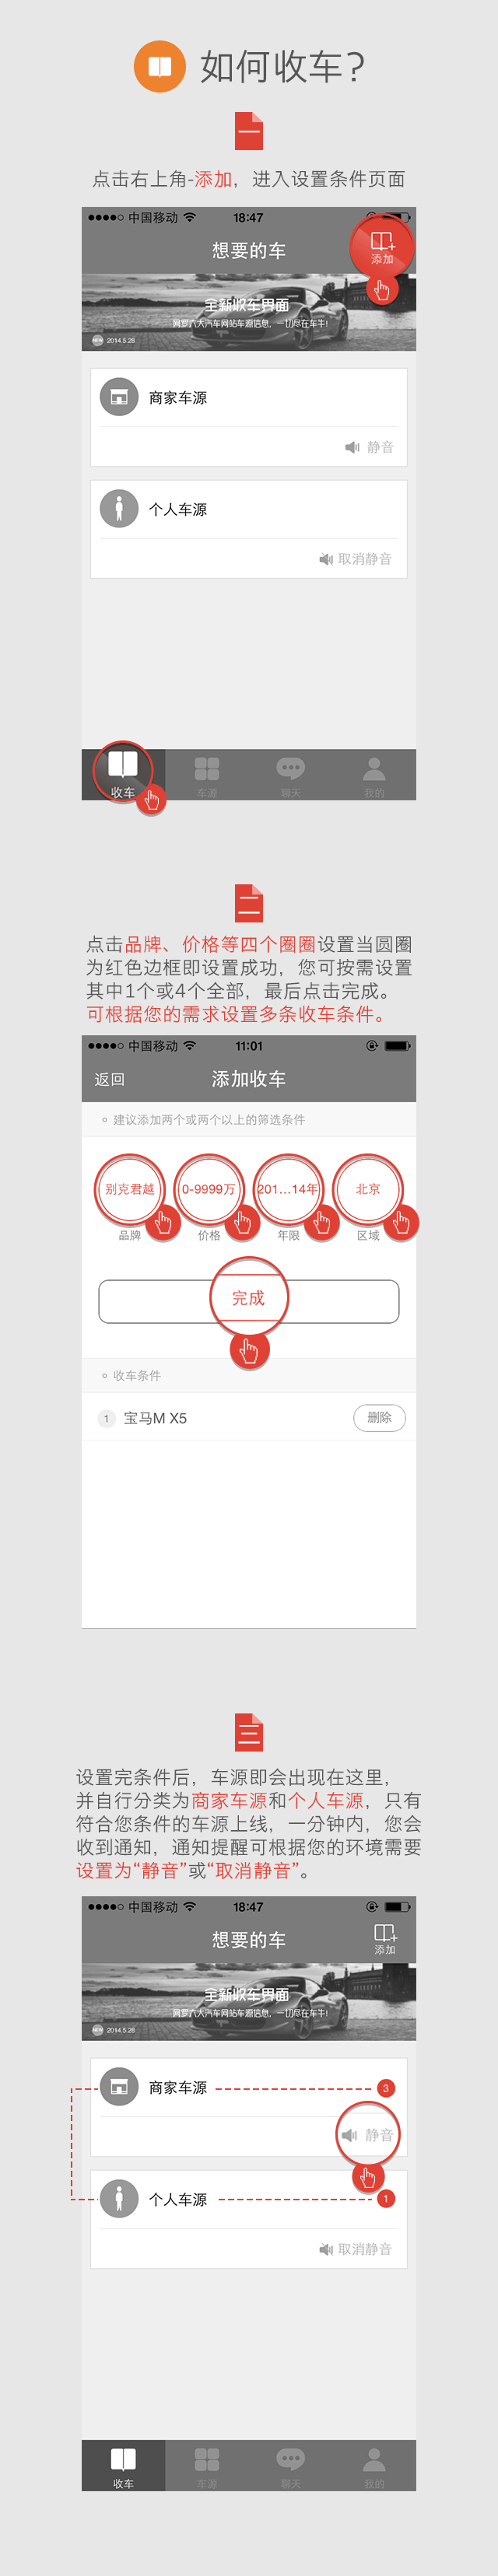 如何收车？
一
点击右上角-添加，进入设置条件页面
中国移动 18:47
想要的车
添加
全新收车界面
网罗六大汽车网站车源信息，一切尽在车牛!
NEW 2014.5.28
商家车源
静音
个人车源
取消静音
收车 车源 聊天 我的
二
点击品牌、价格等四个圈圈设置当圆圈
为红色边框即设置成功，您可按需设置
其中1个或4个全部，最后点击完成。
可根据您的需求设置多条收车条件。
中国移动 11:01
返回 添加收车
建议添加两个或两个以上的筛选条件
别克君越 0-9999万 201...14年 北京
品牌 价格 年限 区域
完成
收车条件
1 宝马M X5 删除
三
设置完条件后，车源即会出现在这里，
并自行分类为商家车源和个人车源，只有
符合您条件的车源上线，一分钟内，您会
收到通知，通知提醒可根据您的环境需要
设置为“静音”或“取消静音”。
中国移动 18:47
想要的车
添加
全新收车界面
网罗六大汽车网站车源信息，一切尽在车牛!
NEW 2014.5.28
商家车源 3
静音
个人车源 1
取消静音
收车 车源 聊天 我的